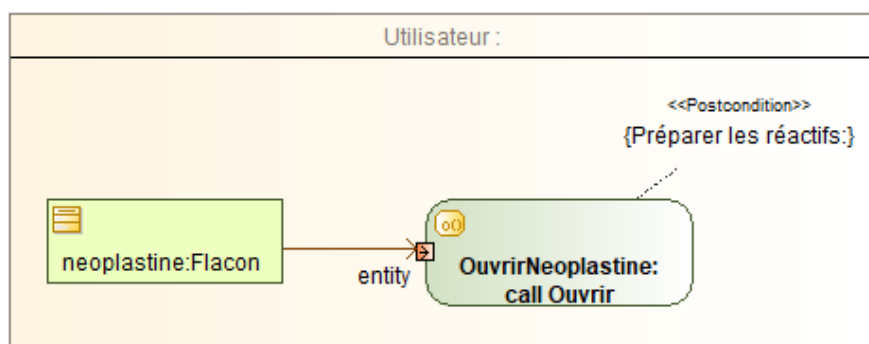 Utilisateur :
<<Postcondition>>
{Préparer les réactifs:}
neoplastine:Flacon
entity
OuvrirNeoplastine:
call Ouvrir